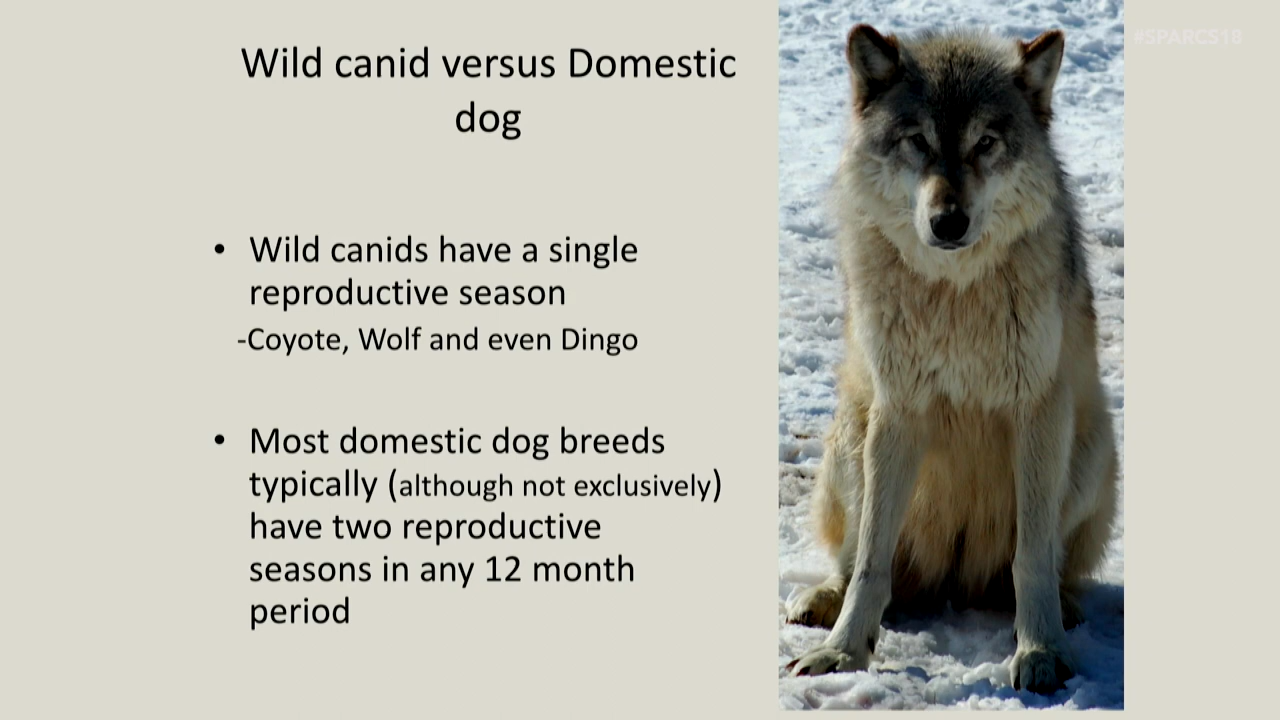 #SPARCS18
Wild canid versus Domestic
dog
• Wild canids have a single
reproductive season
-Coyote, Wolf and even Dingo
• Most domestic dog breeds
typically (although not exclusively)
have two reproductive
seasons in any 12 month
period